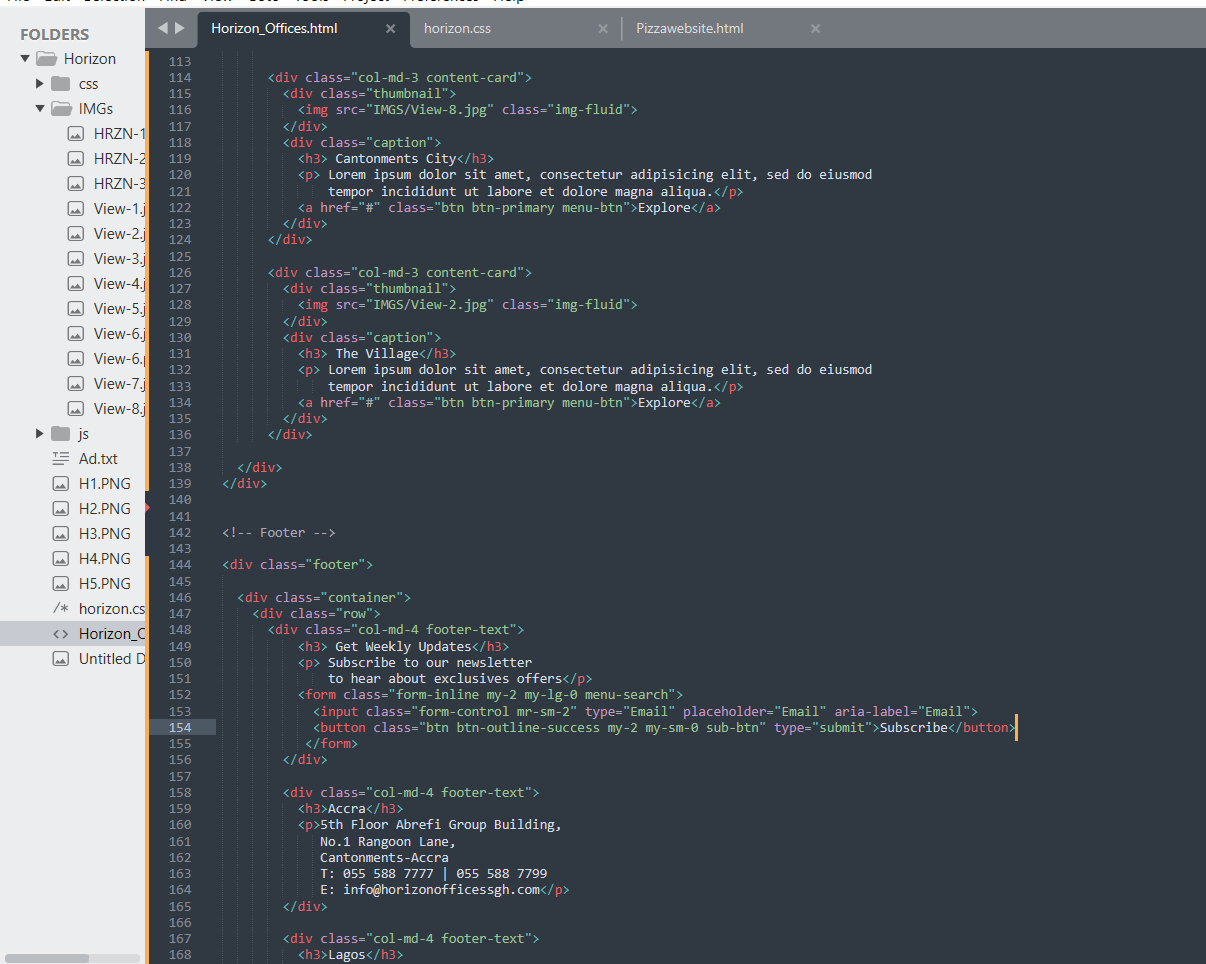 FOLDERS
Horizon
css
IMGs
HRZN-1
HRZN-2
HRZN-3
View-1.j
View-2.j
View-3.j
View-4.j
View-5.j
View-6.j
View-6.p
View-7.j
View-8.j
js
Ad.txt
H1.PNG
H2.PNG
H3.PNG
H4.PNG
H5.PNG
/* horizon.cs
<> Horizon_O
Untitled D
Horizon_Offices.html × horizon.css × Pizzawebsite.html ×
113
114 <div class="col-md-3 content-card">
115 <div class="thumbnail">
116 <img src="IMGS/View-8.jpg" class="img-fluid">
117 </div>
118 <div class="caption">
119 <h3> Cantonments City</h3>
120 <p> Lorem ipsum dolor sit amet, consectetur adipisicing elit, sed do eiusmod
121 tempor incididunt ut labore et dolore magna aliqua.</p>
122 <a href="#" class="btn btn-primary menu-btn">Explore</a>
123 </div>
124 </div>
125
126 <div class="col-md-3 content-card">
127 <div class="thumbnail">
128 <img src="IMGS/View-2.jpg" class="img-fluid">
129 </div>
130 <div class="caption">
131 <h3> The Village</h3>
132 <p> Lorem ipsum dolor sit amet, consectetur adipisicing elit, sed do eiusmod
133 tempor incididunt ut labore et dolore magna aliqua.</p>
134 <a href="#" class="btn btn-primary menu-btn">Explore</a>
135 </div>
136 </div>
137
138 </div>
139 </div>
140
141
142 <!-- Footer -->
143
144 <div class="footer">
145
146 <div class="container">
147 <div class="row">
148 <div class="col-md-4 footer-text">
149 <h3> Get Weekly Updates</h3>
150 <p> Subscribe to our newsletter
151 to hear about exclusives offers</p>
152 <form class="form-inline my-2 my-lg-0 menu-search">
153 <input class="form-control mr-sm-2" type="Email" placeholder="Email" aria-label="Email">
154 <button class="btn btn-outline-success my-2 my-sm-0 sub-btn" type="submit">Subscribe</button>
155 </form>
156 </div>
157
158 <div class="col-md-4 footer-text">
159 <h3>Accra</h3>
160 <p>5th Floor Abrefi Group Building,
161 No.1 Rangoon Lane,
162 Cantonments-Accra
163 T: 055 588 7777 | 055 588 7799
164 E: info@horizonofficessgh.com</p>
165 </div>
166
167 <div class="col-md-4 footer-text">
168 <h3>Lagos</h3>